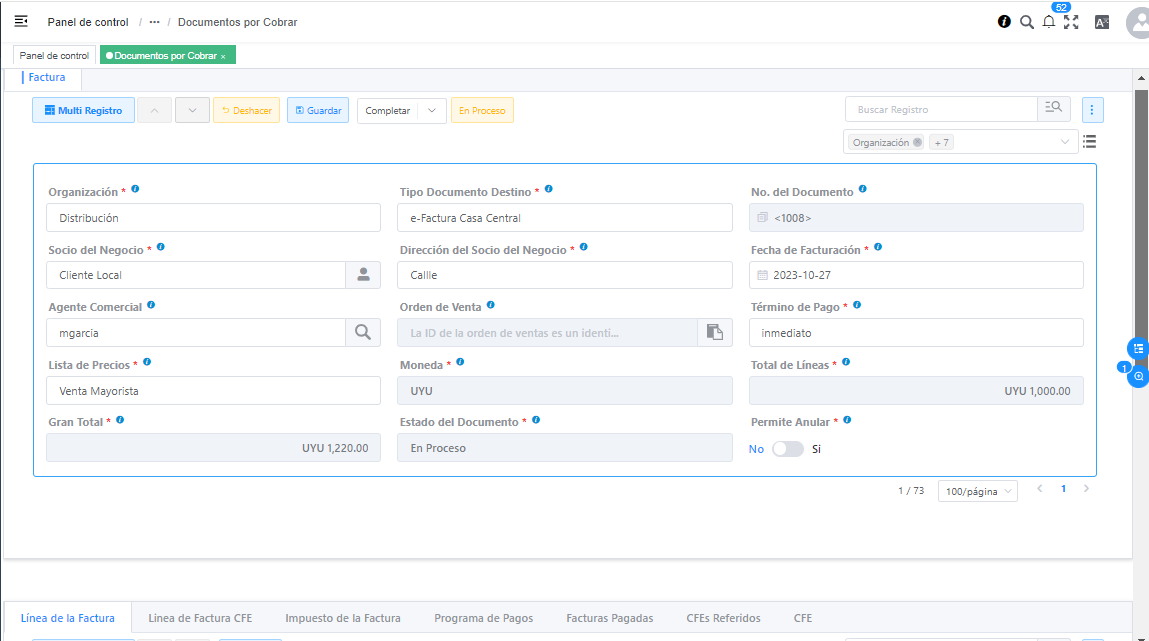 Panel de control / ··· / Documentos por Cobrar
52
Panel de control
Documentos por Cobrar ×
Factura
Multi Registro
Deshacer
Guardar
Completar
En Proceso
Buscar Registro
Organización
+ 7
Organización *
Tipo Documento Destino *
No. del Documento
Distribución
e-Factura Casa Central
<1008>
Socio del Negocio *
Dirección del Socio del Negocio *
Fecha de Facturación *
Cliente Local
Callle
2023-10-27
Agente Comercial
Orden de Venta
Término de Pago *
mgarcia
La ID de la orden de ventas es un identi...
inmediato
Lista de Precios *
Moneda *
Total de Líneas *
Venta Mayorista
UYU
UYU 1,000.00
Gran Total *
Estado del Documento *
Permite Anular *
UYU 1,220.00
En Proceso
No
Si
1 / 73
100/página
< 1 >
1
Línea de la Factura
Linea de Factura CFE
Impuesto de la Factura
Programa de Pagos
Facturas Pagadas
CFEs Referidos
CFE